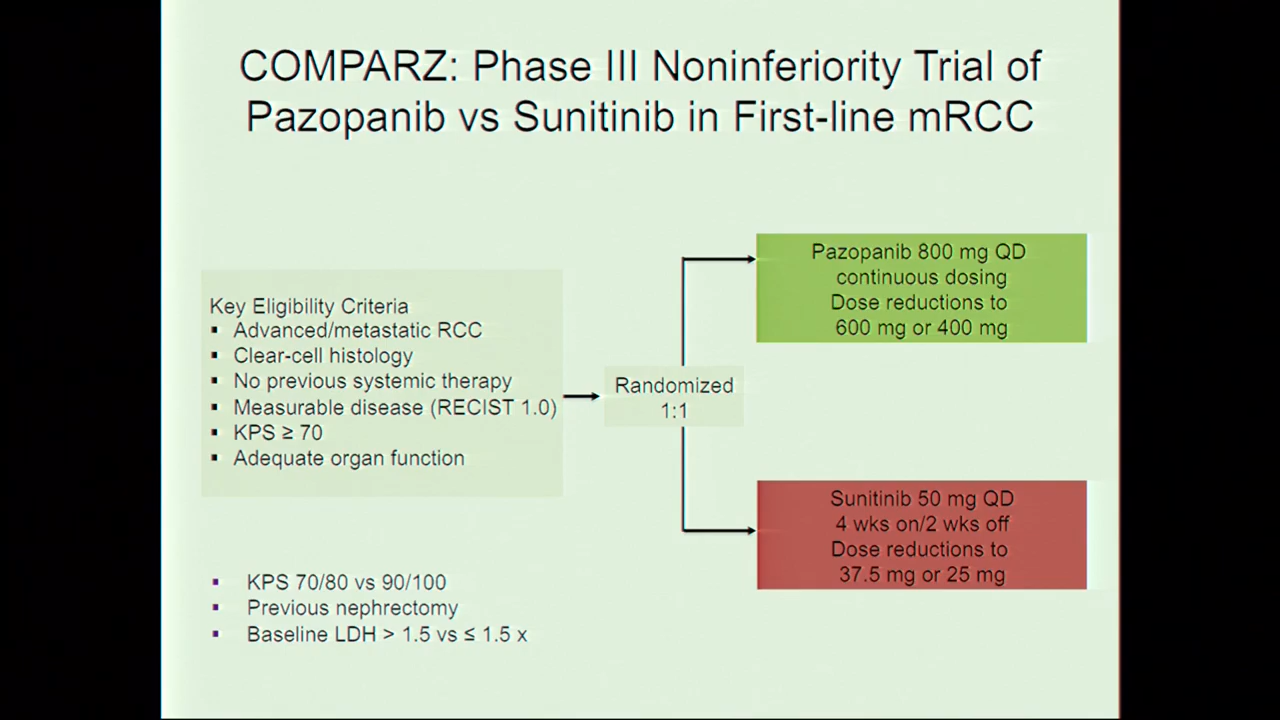 COMPARZ: Phase III Noninferiority Trial of
Pazopanib vs Sunitinib in First-line mRCC
Key Eligibility Criteria
▪ Advanced/metastatic RCC
▪ Clear-cell histology
▪ No previous systemic therapy
▪ Measurable disease (RECIST 1.0)
▪ KPS ≥ 70
▪ Adequate organ function
Randomized
1:1
Pazopanib 800 mg QD
continuous dosing
Dose reductions to
600 mg or 400 mg
Sunitinib 50 mg QD
4 wks on/2 wks off
Dose reductions to
37.5 mg or 25 mg
▪ KPS 70/80 vs 90/100
▪ Previous nephrectomy
▪ Baseline LDH > 1.5 vs ≤ 1.5 x